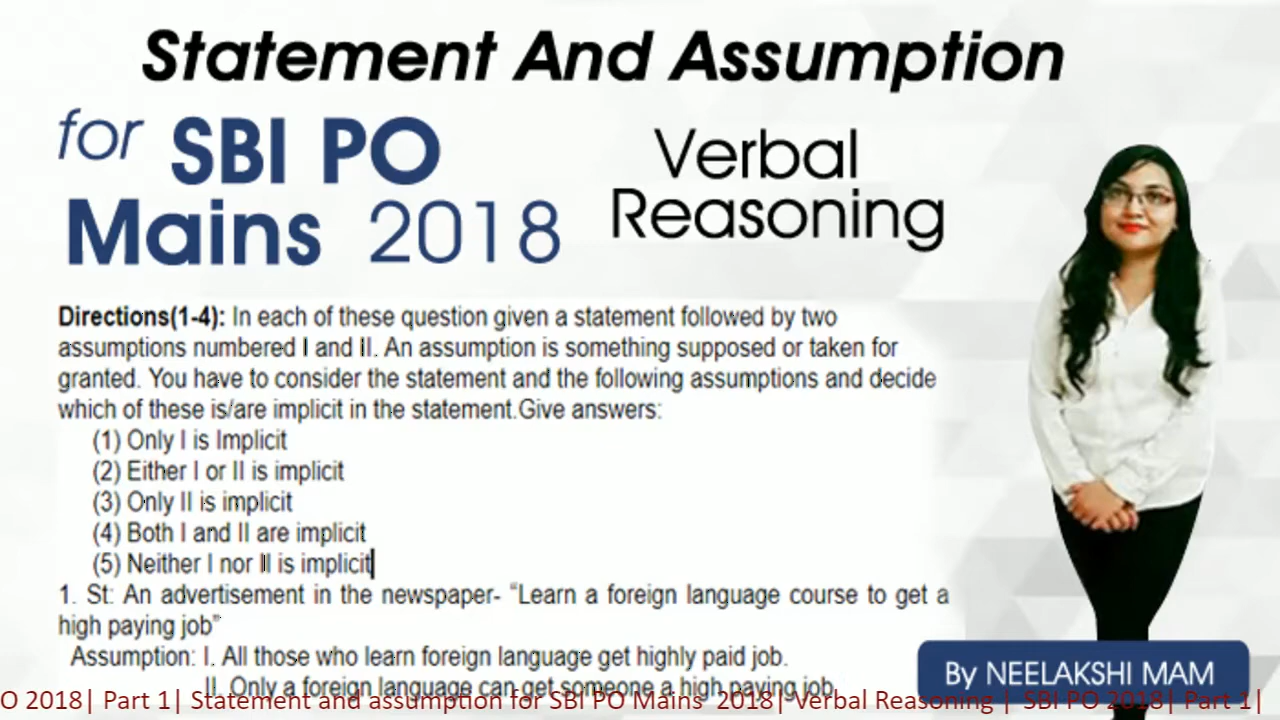 Statement And Assumption
for SBI PO
Mains 2018
Verbal
Reasoning
Directions(1-4): In each of these question given a statement followed by two
assumptions numbered I and II. An assumption is something supposed or taken for
granted. You have to consider the statement and the following assumptions and decide
which of these is/are implicit in the statement.Give answers:
(1) Only I is Implicit
(2) Either I or II is implicit
(3) Only II is implicit
(4) Both I and II are implicit
(5) Neither I nor II is implicit
1. St: An advertisement in the newspaper- “Learn a foreign language course to get a
high paying job”
Assumption: I. All those who learn foreign language get highly paid job.
II. Only a foreign language can get someone a high paying job.
By NEELAKSHI MAM
O 2018| Part 1| Statement and assumption for SBI PO Mains 2018| Verbal Reasoning | SBI PO 2018| Part 1|